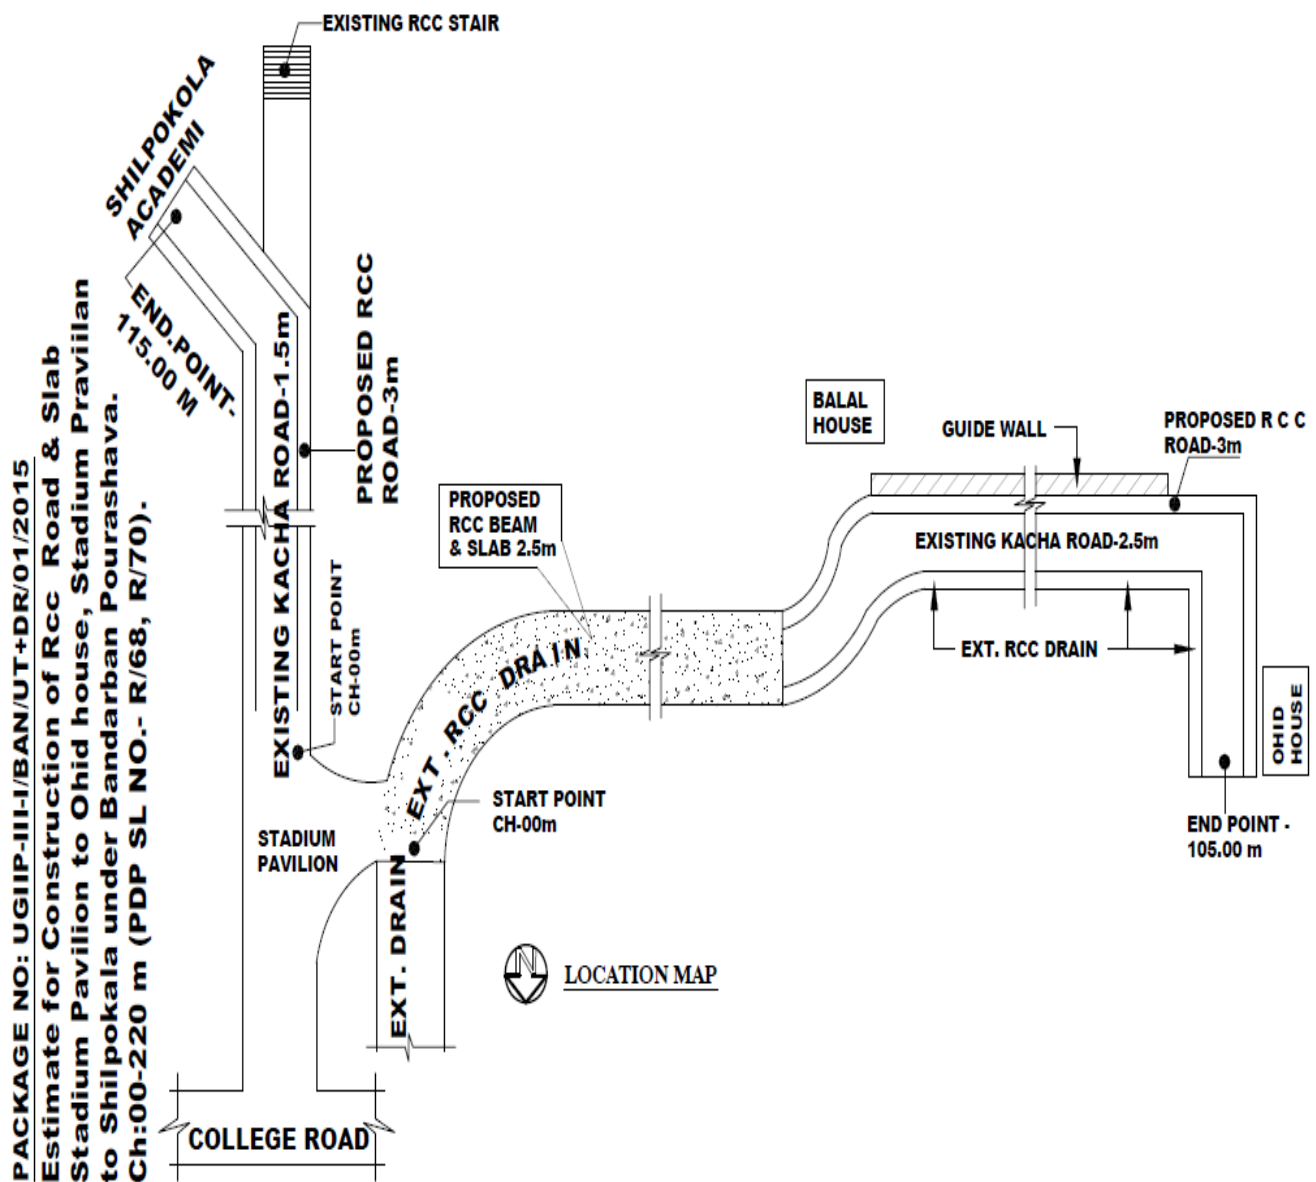 EXISTING RCC STAIR
SHILPOKOLA
ACADEMI
END.POINT-
115.00 M
EXISTING KACHA ROAD-1.5m
PROPOSED RCC
ROAD-3m
START POINT
CH-00m
PACKAGE NO: UGIIP-III-I/BAN/UT+DR/01/2015
Estimate for Construction of Rcc Road & Slab
Stadium Pavilion to Ohid house, Stadium Praviilan
to Shilpokala under Bandarban Pourashava.
Ch:00-220 m (PDP SL NO.- R/68, R/70).
PROPOSED
RCC BEAM
& SLAB 2.5m
BALAL
HOUSE
GUIDE WALL
PROPOSED R C C
ROAD-3m
EXISTING KACHA ROAD-2.5m
EXT. RCC DRAIN
EXT. RCC DRAIN
OHID
HOUSE
END POINT -
105.00 m
START POINT
CH-00m
STADIUM
PAVILION
EXT. DRAIN
N
LOCATION MAP
COLLEGE ROAD